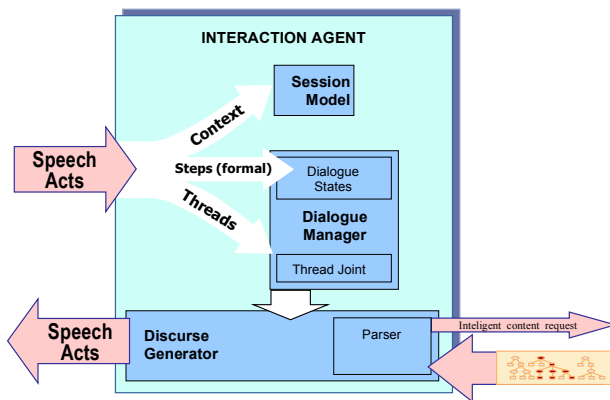 INTERACTION AGENT
Session
Model
Context
Speech
Acts
Steps (formal)
Dialogue
States
Threads
Dialogue
Manager
Thread Joint
Speech
Acts
Discurse
Generator
Parser
Inteligent content request